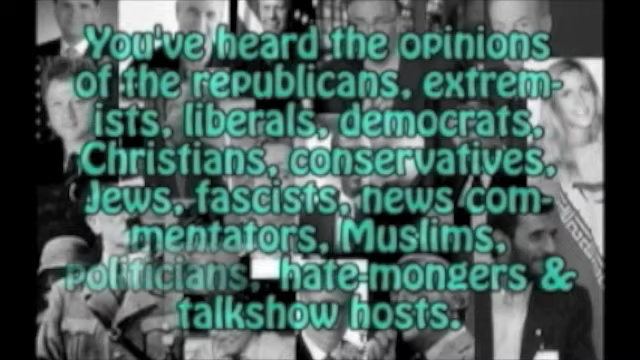 You've heard the opinions
of the republicans, extrem-
ists, liberals, democrats,
Christians, conservatives,
Jews, fascists, news com-
mentators, Muslims,
politicians, hate-mongers &
talkshow hosts.